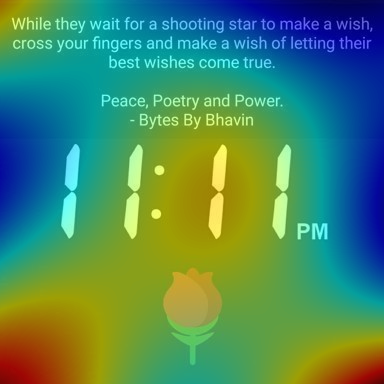 While they wait for a shooting star to make a wish,
cross your fingers and make a wish of letting their
best wishes come true.
Peace, Poetry and Power.
- Bytes By Bhavin
11:11 PM